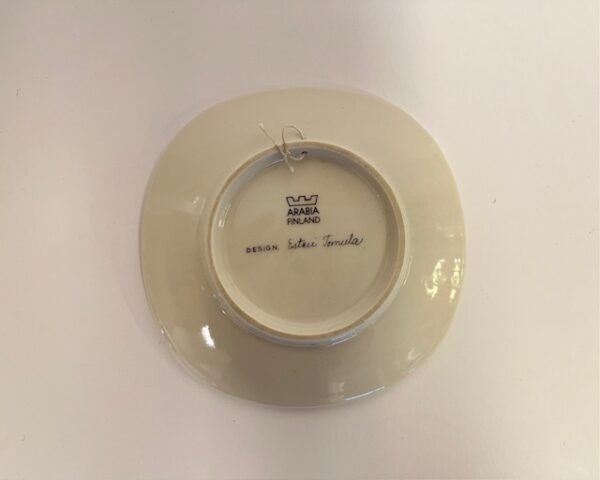 ARABIA
FINLAND
DESIGN. Esteri Tomula